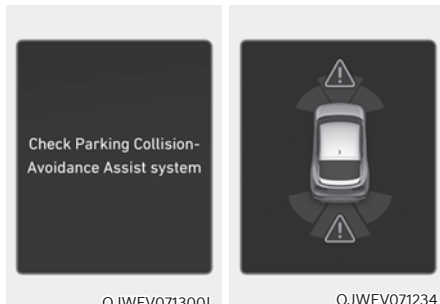 Check Parking Collision-
Avoidance Assist system
OJWEV071300L
OJWEV071234